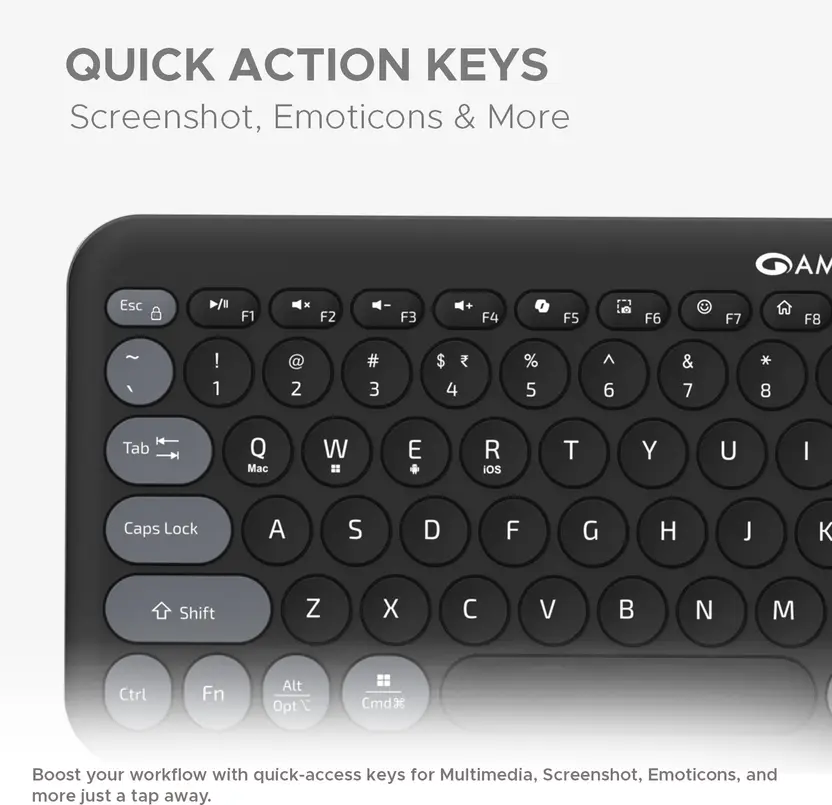 QUICK ACTION KEYS
Screenshot, Emoticons & More
AM
Esc F1 F2 F3 F4 F5 F6 F7 F8
~ ! @ # $ ₹ % ^ & *
` 1 2 3 4 5 6 7 8
Tab Q W E R T Y U I
Mac iOS
Caps Lock A S D F G H J K
Shift Z X C V B N M
Ctrl Fn Alt Cmd⌘
Opt⌥
Boost your workflow with quick-access keys for Multimedia, Screenshot, Emoticons, and
more just a tap away.